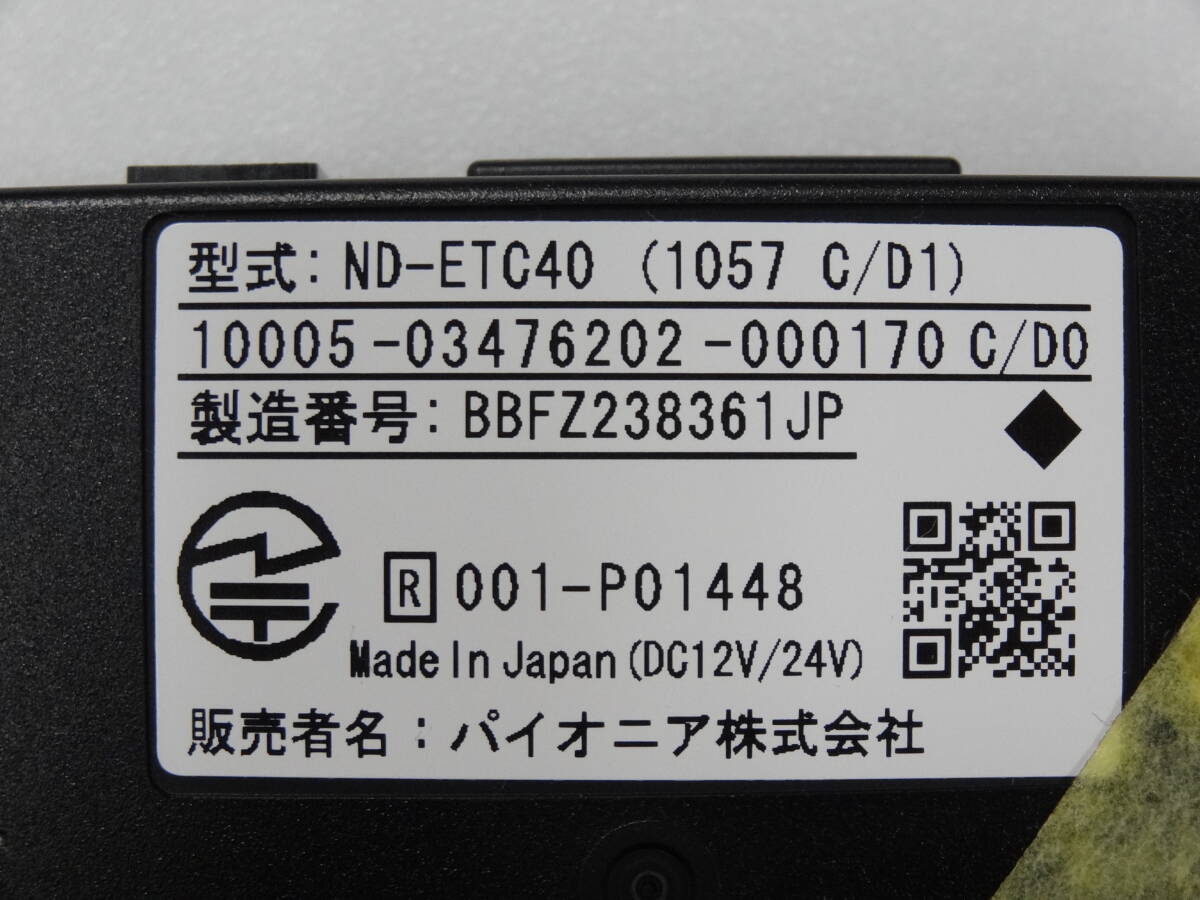 型式: ND-ETC40 (1057 C/D1)
10005-03476202-000170 C/D0
製造番号: BBFZ238361JP
R 001-P01448
Made In Japan (DC12V/24V)
販売者名：パイオニア株式会社